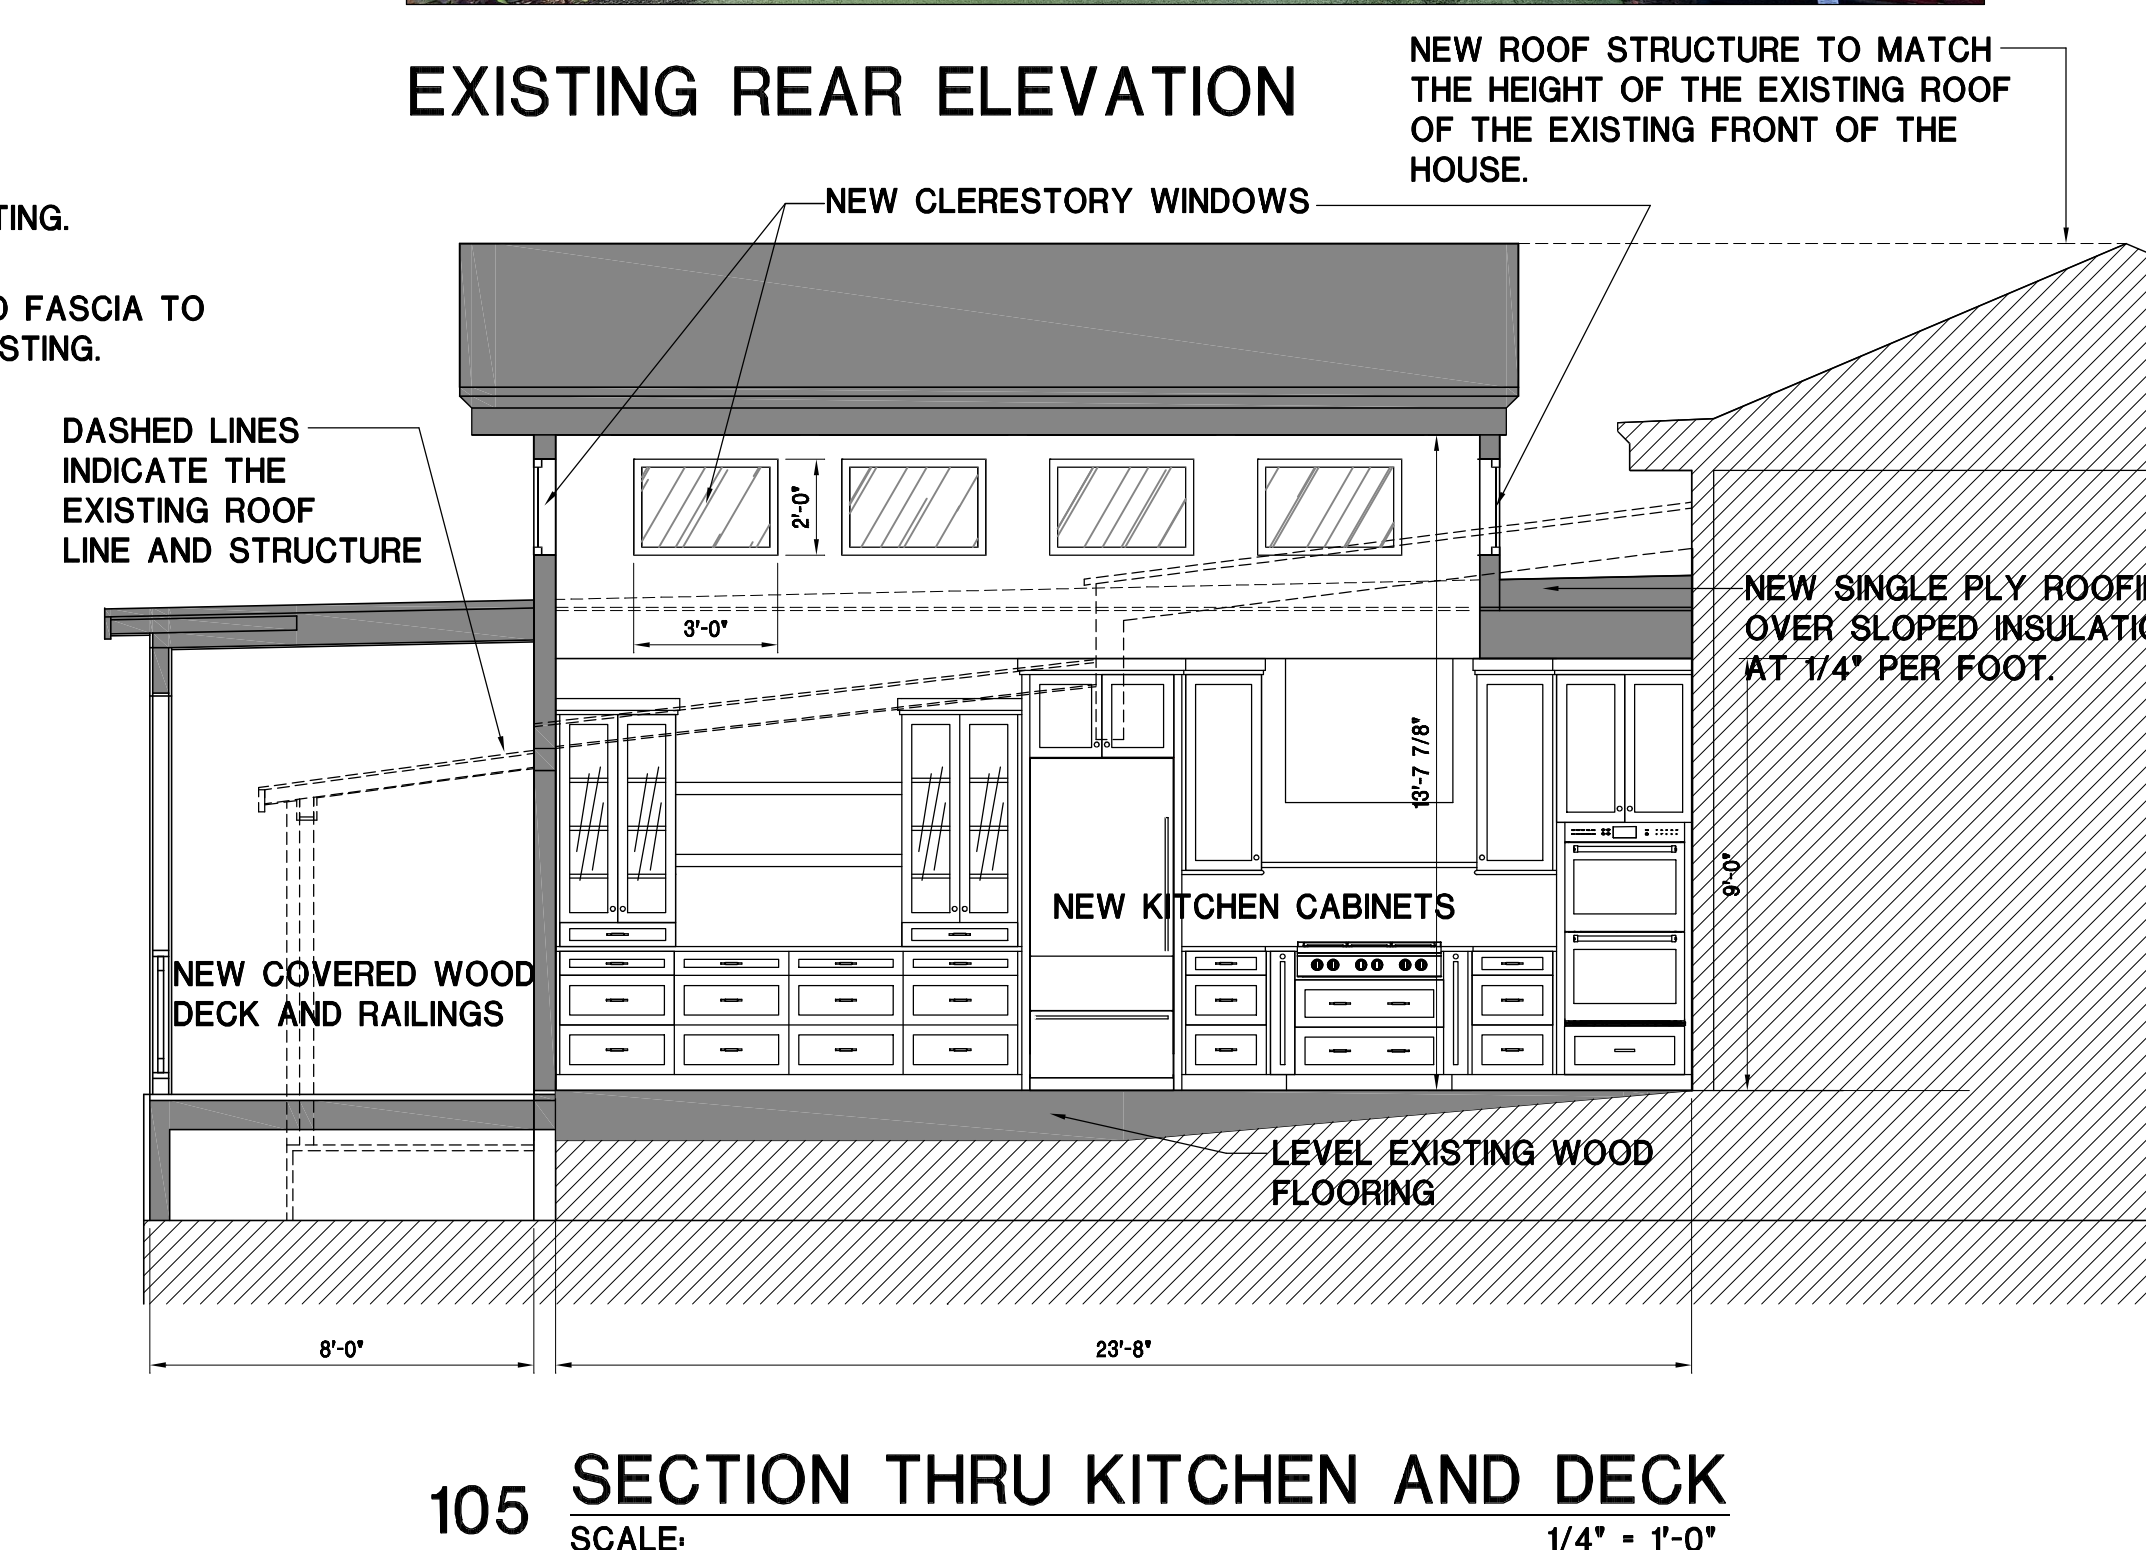 EXISTING REAR ELEVATION
NEW ROOF STRUCTURE TO MATCH
THE HEIGHT OF THE EXISTING ROOF
OF THE EXISTING FRONT OF THE
HOUSE.
NEW CLERESTORY WINDOWS
TING.
FASCIA TO
STING.
DASHED LINES
INDICATE THE
EXISTING ROOF
LINE AND STRUCTURE
2'-0"
3'-0"
NEW SINGLE PLY ROOFI
OVER SLOPED INSULATIO
AT 1/4" PER FOOT.
13'-7 7/8"
9'-0"
NEW KITCHEN CABINETS
NEW COVERED WOOD
DECK AND RAILINGS
LEVEL EXISTING WOOD
FLOORING
8'-0"
23'-8"
105 SECTION THRU KITCHEN AND DECK
SCALE: 1/4" = 1'-0"